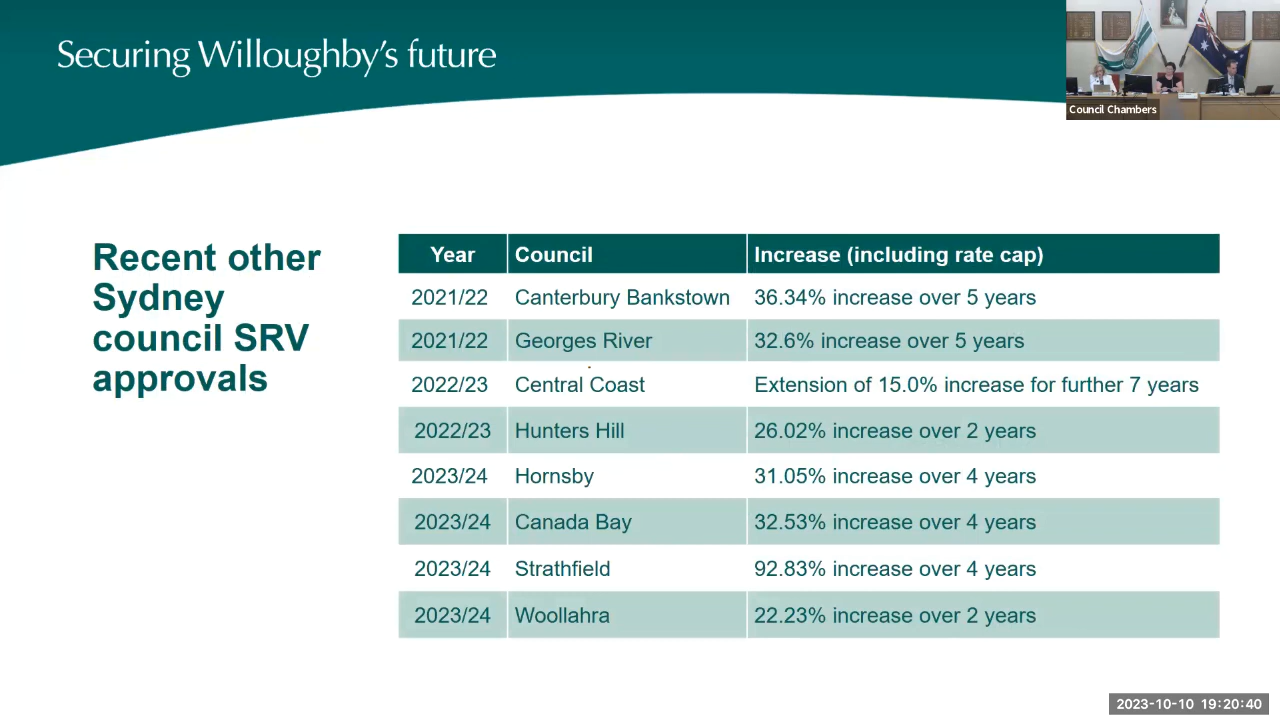 Securing Willoughby's future
Council Chambers
Recent other
Sydney
council SRV
approvals
Year Council Increase (including rate cap)
2021/22 Canterbury Bankstown 36.34% increase over 5 years
2021/22 Georges River 32.6% increase over 5 years
2022/23 Central Coast Extension of 15.0% increase for further 7 years
2022/23 Hunters Hill 26.02% increase over 2 years
2023/24 Hornsby 31.05% increase over 4 years
2023/24 Canada Bay 32.53% increase over 4 years
2023/24 Strathfield 92.83% increase over 4 years
2023/24 Woollahra 22.23% increase over 2 years
2023-10-10 19:20:40